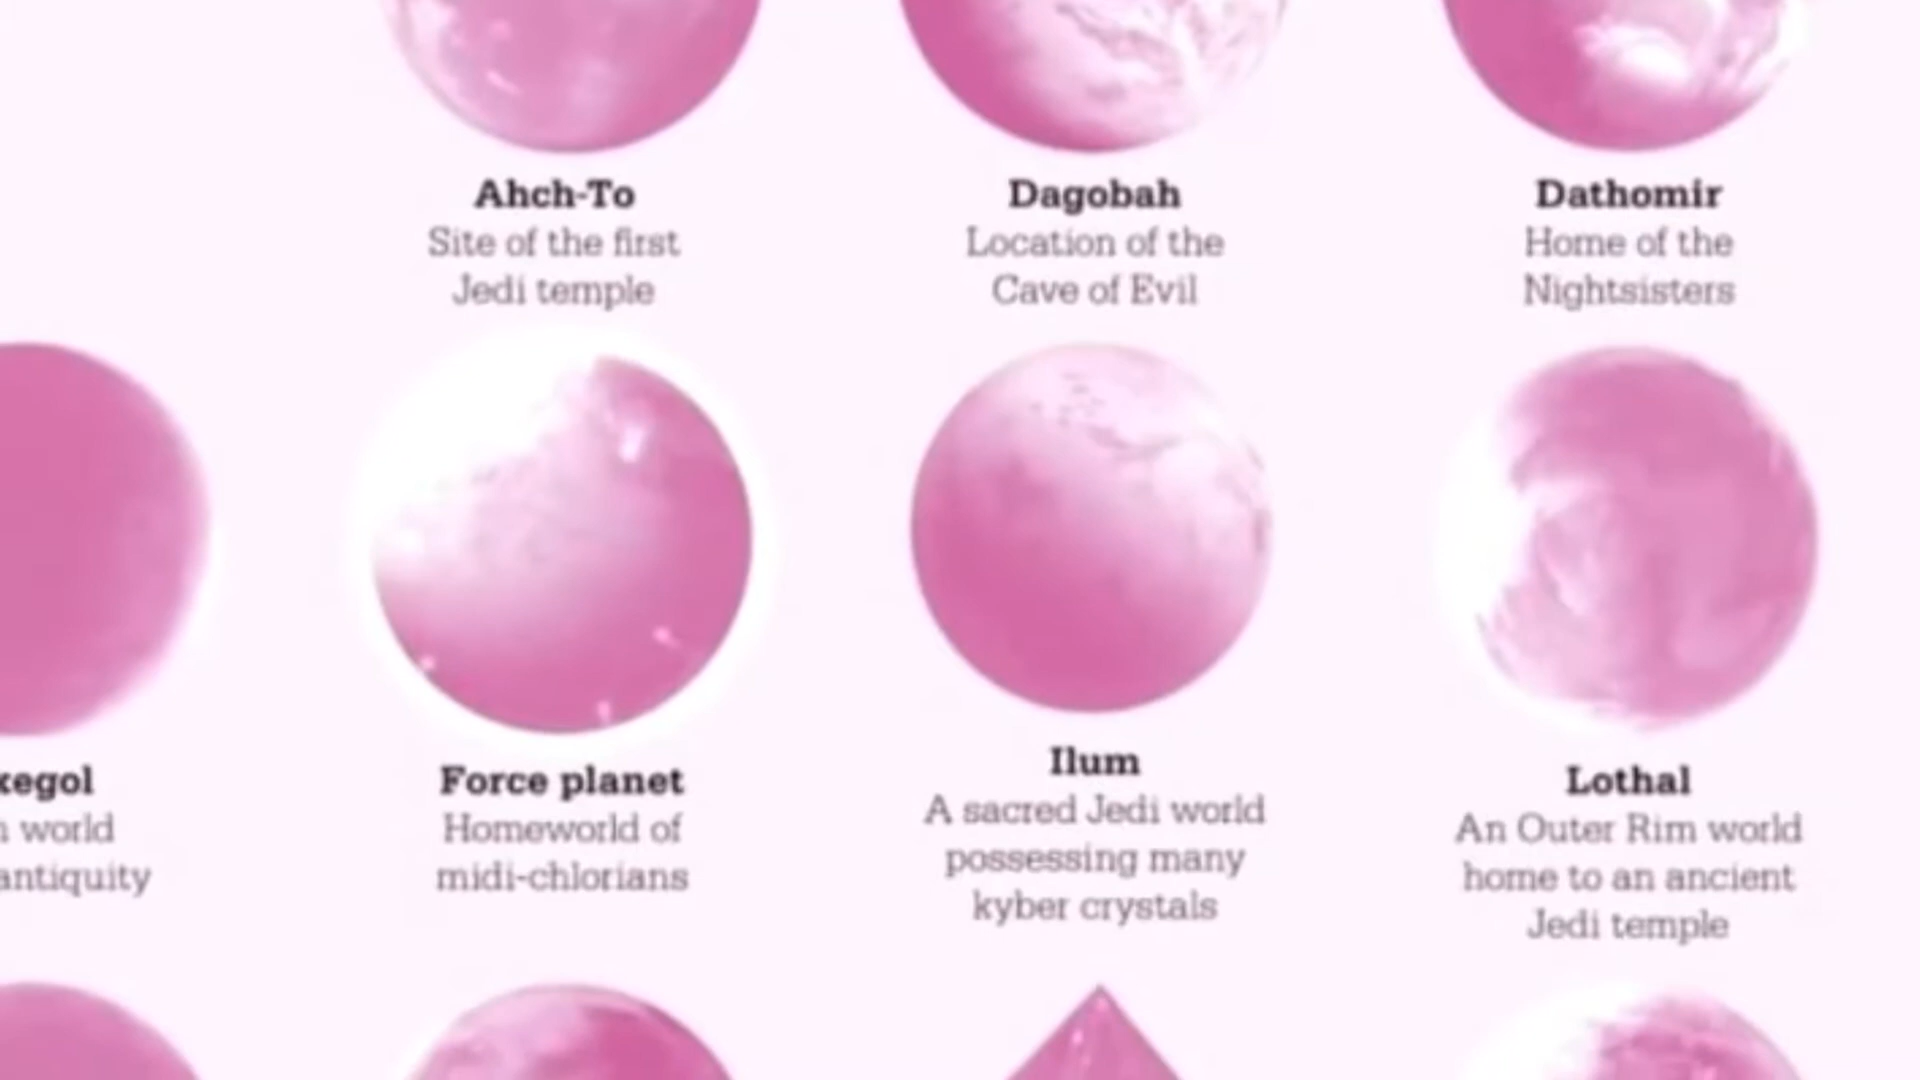 Ahch-To
Site of the first
Jedi temple
Dagobah
Location of the
Cave of Evil
Dathomir
Home of the
Nightsisters
world
antiquity
Force planet
Homeworld of
midi-chlorians
Ilum
A sacred Jedi world
possessing many
kyber crystals
Lothal
An Outer Rim world
home to an ancient
Jedi temple